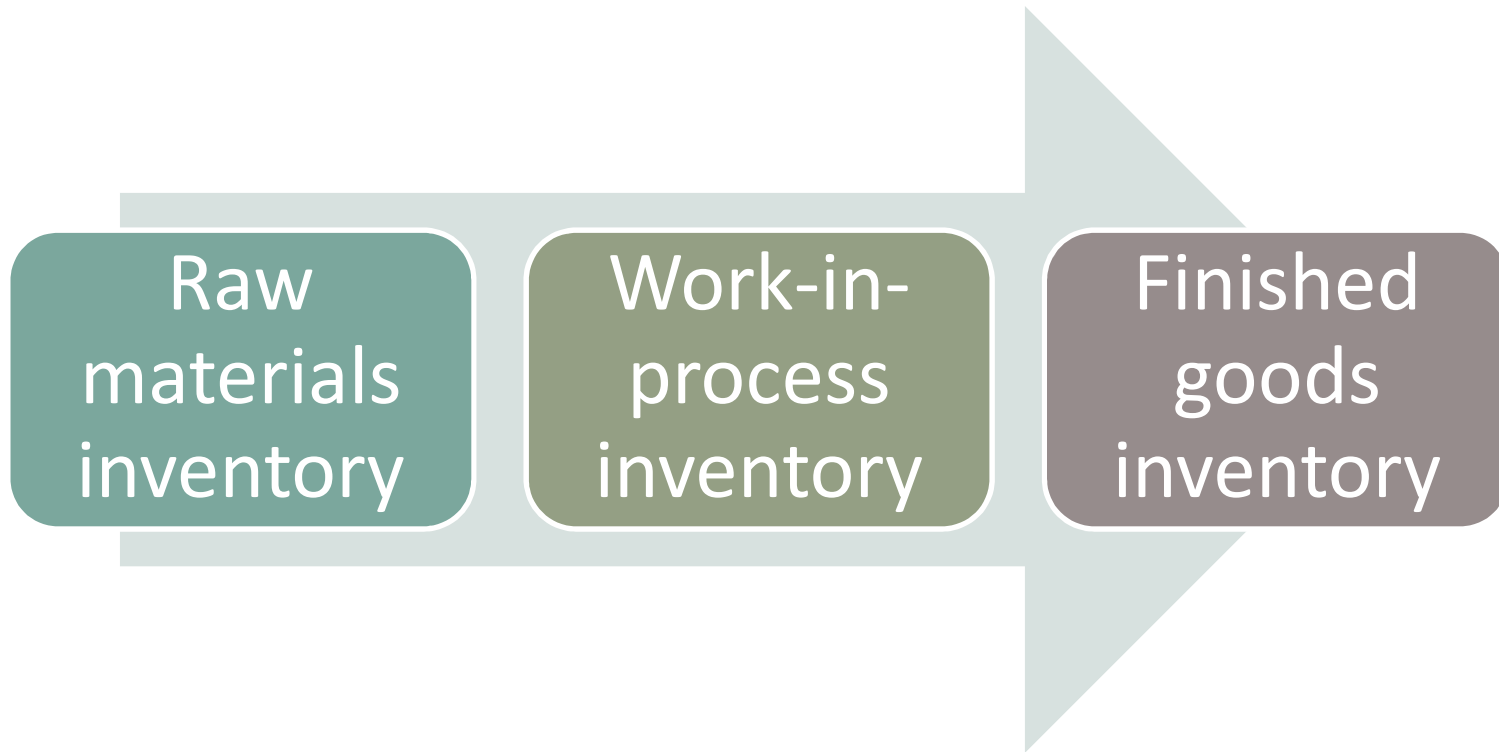 Raw
materials
inventory
Work-in-
process
inventory
Finished
goods
inventory